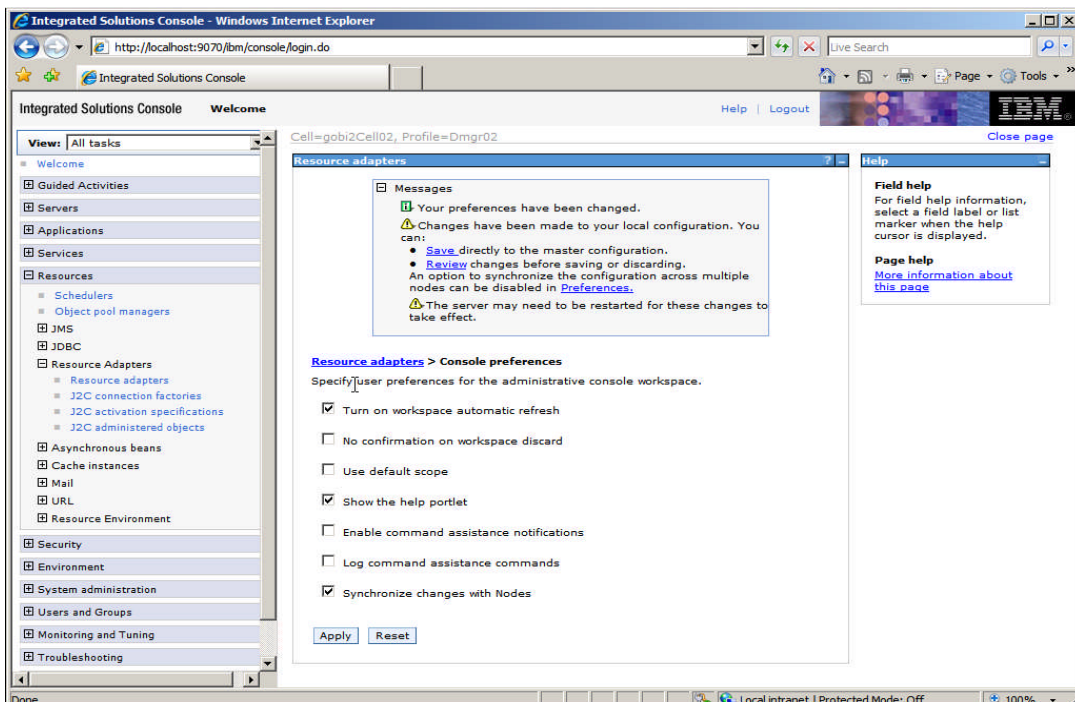 Integrated Solutions Console - Windows Internet Explorer
http://localhost:9070/ibm/console/login.do
Live Search
Integrated Solutions Console
Page
Tools
Integrated Solutions Console Welcome
Help | Logout
IBM
View: All tasks
Welcome
Guided Activities
Servers
Applications
Services
Resources
Schedulers
Object pool managers
JMS
JDBC
Resource Adapters
Resource adapters
J2C connection factories
J2C activation specifications
J2C administered objects
Asynchronous beans
Cache instances
Mail
URL
Resource Environment
Security
Environment
System administration
Users and Groups
Monitoring and Tuning
Troubleshooting
Cell=gobi2Cell02, Profile=Dmgr02
Close page
Resource adapters
? _
Messages
Your preferences have been changed.
Changes have been made to your local configuration. You
can:
Save directly to the master configuration.
Review changes before saving or discarding.
An option to synchronize the configuration across multiple
nodes can be disabled in Preferences.
The server may need to be restarted for these changes to
take effect.
Resource adapters > Console preferences
Specify user preferences for the administrative console workspace.
Turn on workspace automatic refresh
No confirmation on workspace discard
Use default scope
Show the help portlet
Enable command assistance notifications
Log command assistance commands
Synchronize changes with Nodes
Apply Reset
Help
Field help
For field help information,
select a field label or list
marker when the help
cursor is displayed.
Page help
More information about
this page
Done
Local intranet | Protected Mode: Off
100%